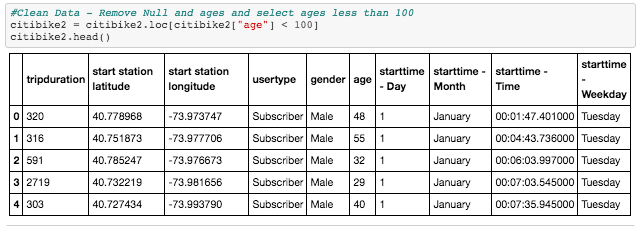 #Clean Data - Remove Null and ages and select ages less than 100
citibike2 = citibike2.loc[citibike2["age"] < 100]
citibike2.head()
tripduration start station latitude start station longitude usertype gender age starttime - Day starttime - Month starttime - Time starttime - Weekday
0 320 40.778968 -73.973747 Subscriber Male 48 1 January 00:01:47.401000 Tuesday
1 316 40.751873 -73.977706 Subscriber Male 55 1 January 00:04:43.736000 Tuesday
2 591 40.785247 -73.976673 Subscriber Male 32 1 January 00:06:03.997000 Tuesday
3 2719 40.732219 -73.981656 Subscriber Male 29 1 January 00:07:03.545000 Tuesday
4 303 40.727434 -73.993790 Subscriber Male 40 1 January 00:07:35.945000 Tuesday